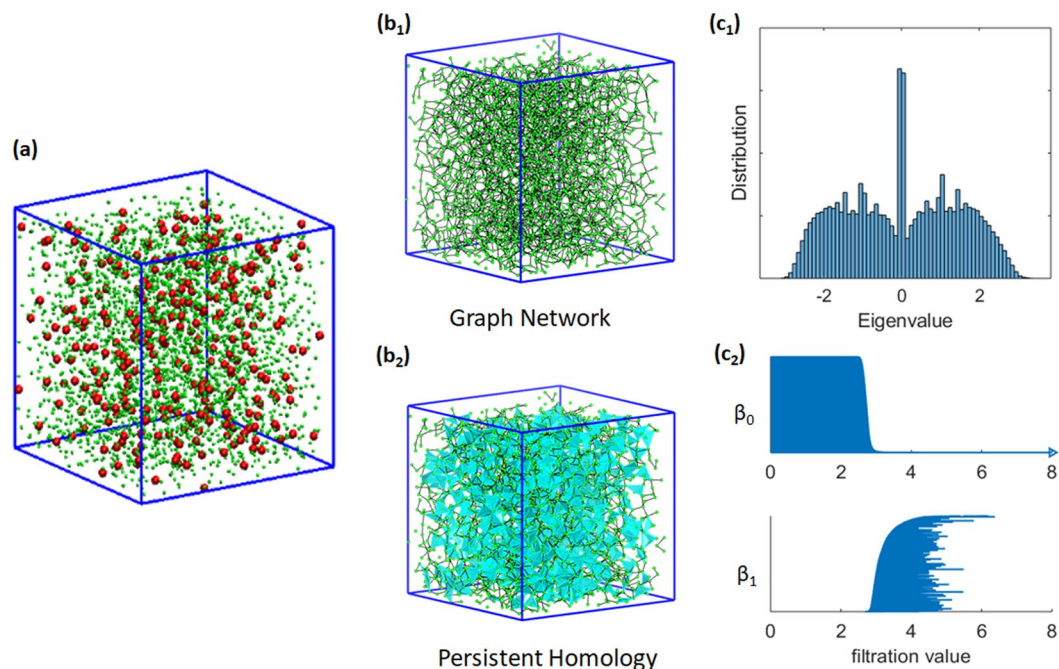 (a)
(b₁)
Graph Network
(b₂)
Persistent Homology
(c₁)
Distribution
-2 0 2
Eigenvalue
(c₂)
β₀
0 2 4 6 8
β₁
0 2 4 6 8
filtration value